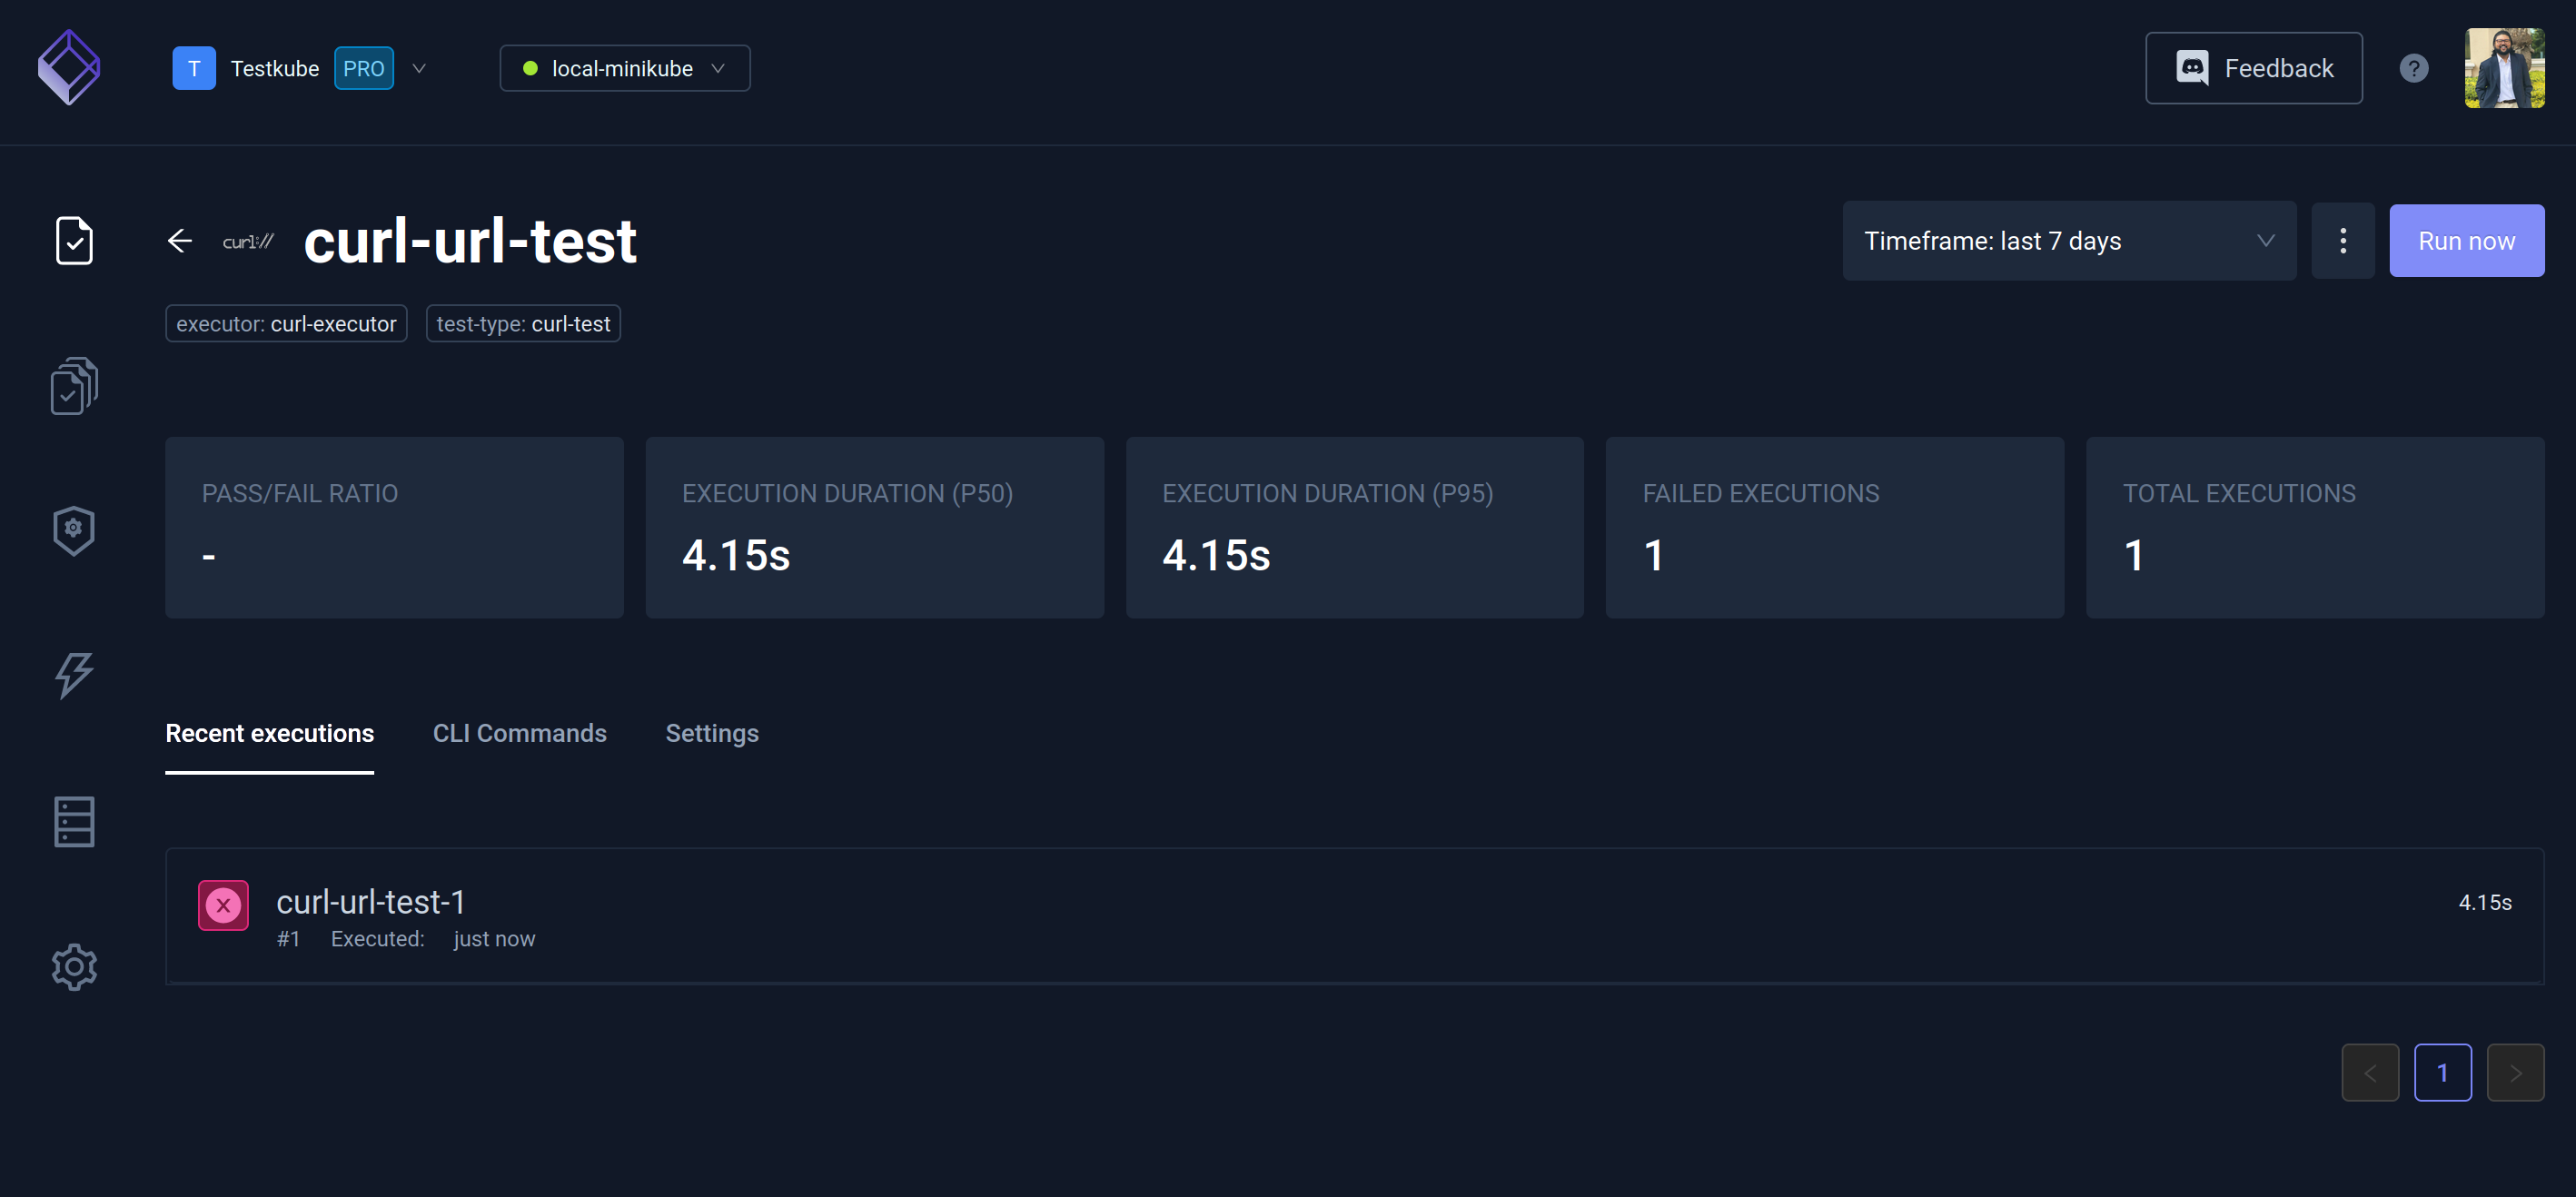 T Testkube PRO local-minikube Feedback ?
curl:// curl-url-test Timeframe: last 7 days Run now
executor: curl-executor test-type: curl-test
PASS/FAIL RATIO EXECUTION DURATION (P50) EXECUTION DURATION (P95) FAILED EXECUTIONS TOTAL EXECUTIONS
- 4.15s 4.15s 1 1
Recent executions CLI Commands Settings
curl-url-test-1 4.15s
#1 Executed: just now
< 1 >